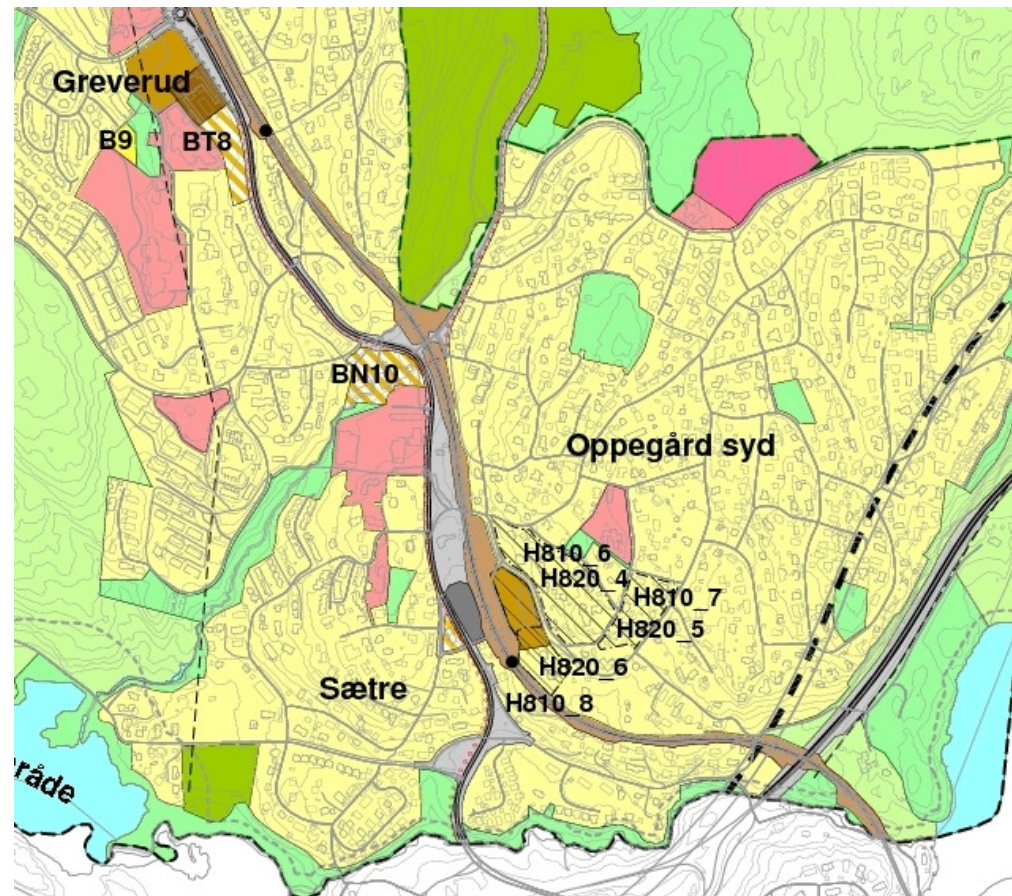 Greverud
B9
BT8
BN10
Oppegård syd
H810_6
H820_4
H810_7
H820_5
H820_6
Sætre
H810_8
råde